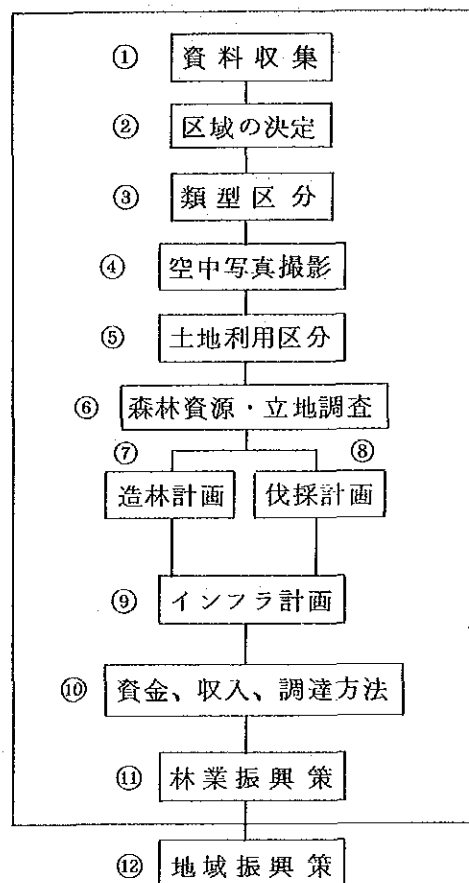 ① 資料収集
② 区域の決定
③ 類型区分
④ 空中写真撮影
⑤ 土地利用区分
⑥ 森林資源・立地調査
⑦ ⑧
造林計画 伐採計画
⑨ インフラ計画
⑩ 資金、収入、調達方法
⑪ 林業振興策
⑫ 地域振興策